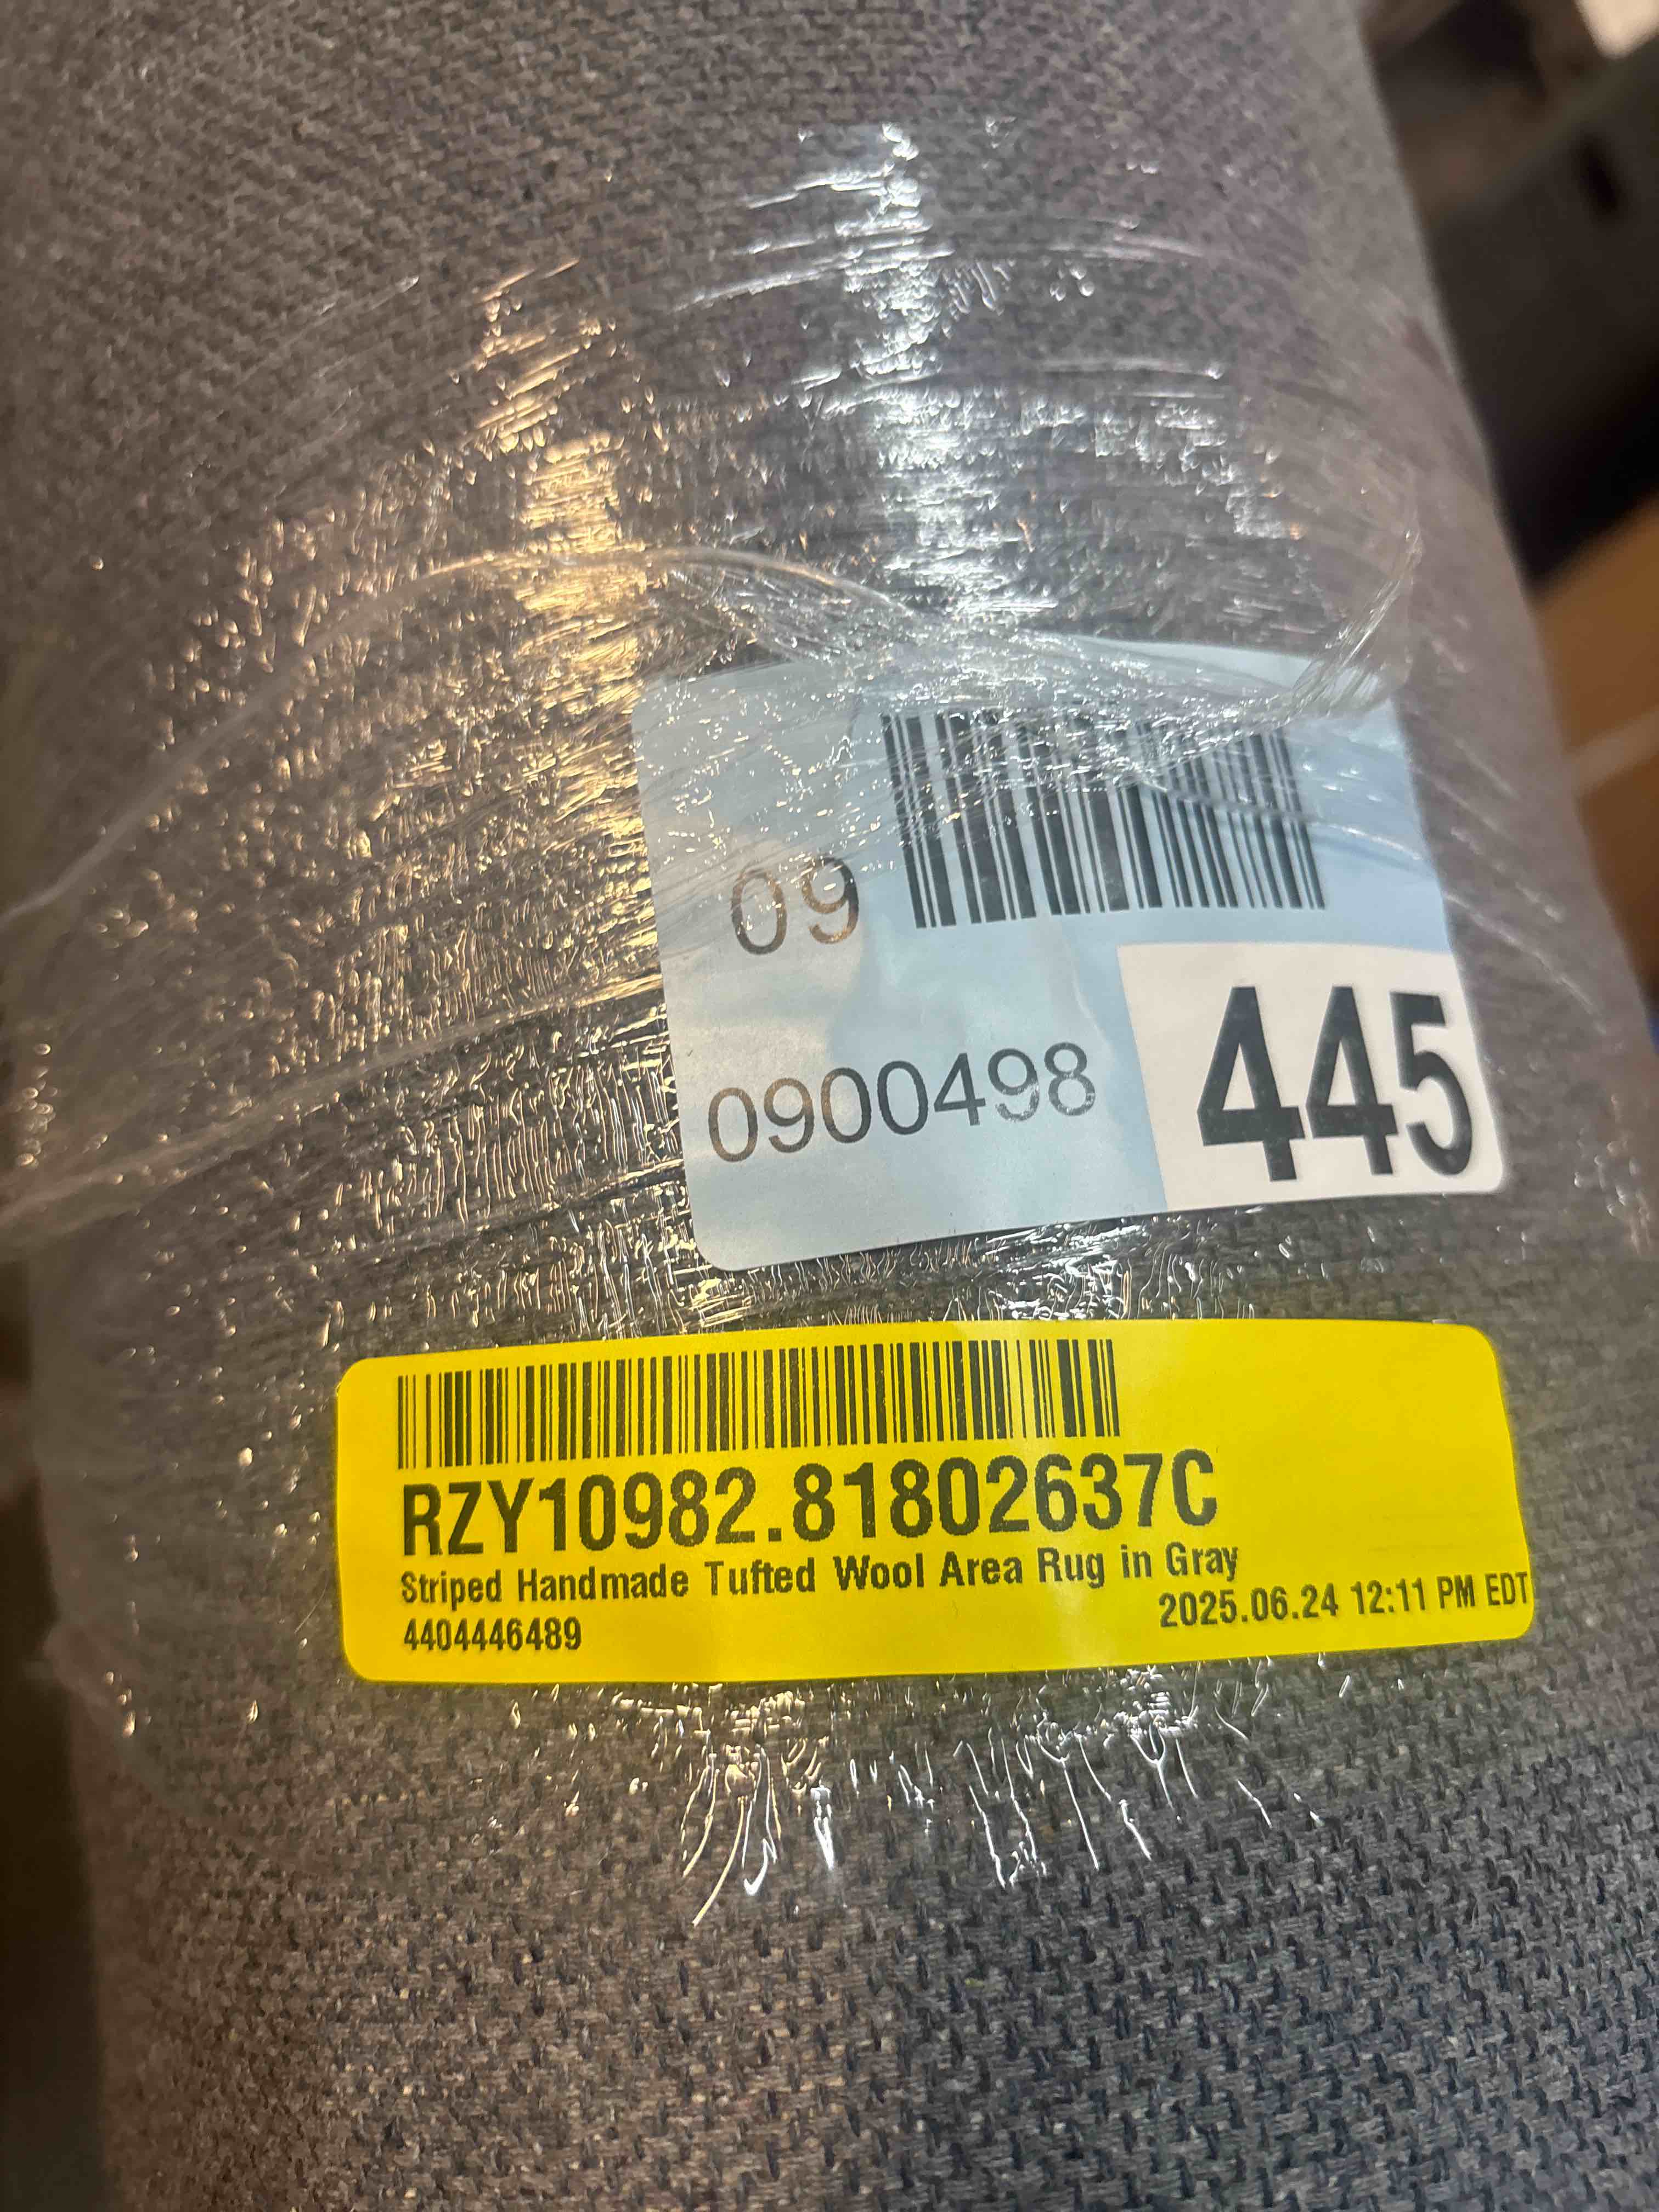 09
0900498
445
RZY10982.81802637C
Striped Handmade Tufted Wool Area Rug in Gray
2025.06.24 12:11 PM EDT
4404446489